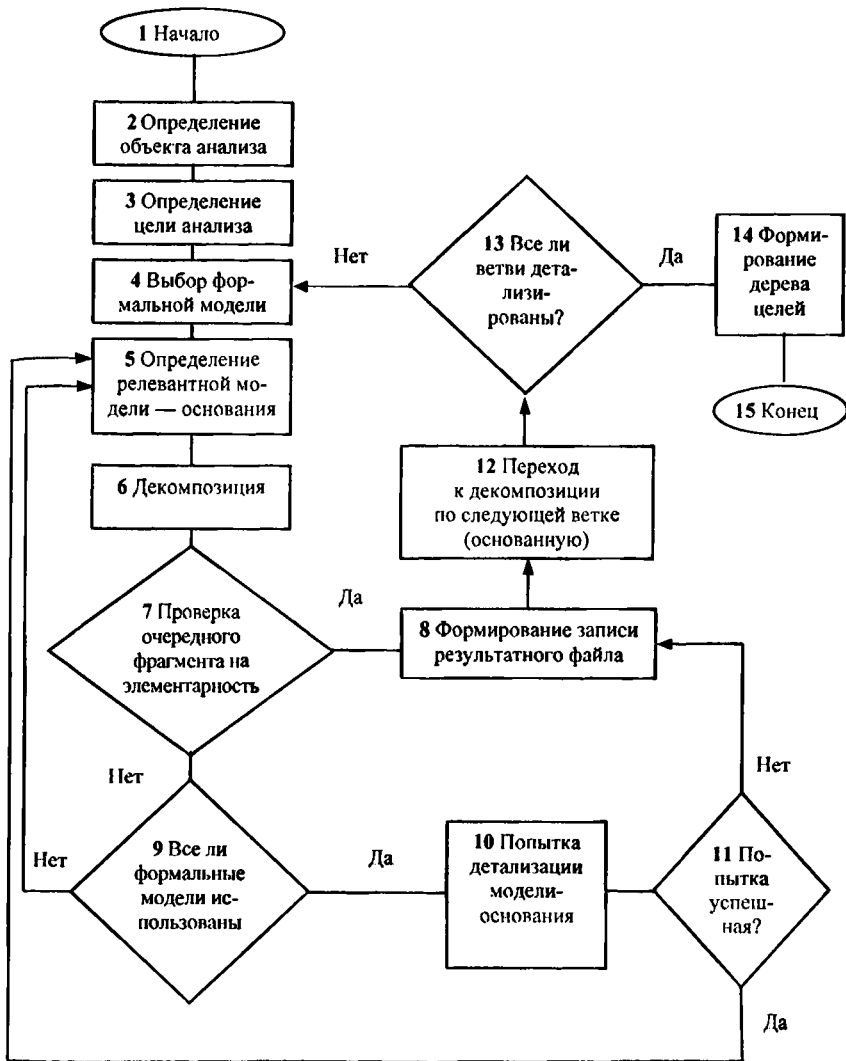 1 Начало
2 Определение
объекта анализа
3 Определение
цели анализа
4 Выбор фор-
мальной модели
5 Определение
релевантной мо-
дели — основания
6 Декомпозиция
7 Проверка
очередного
фрагмента на
элементарность
Да
Нет
8 Формирование записи
результатного файла
9 Все ли
формальные
модели ис-
пользованы
Нет
Да
10 Попытка
детализации
модели-
основания
11 По-
пытка
успеш-
ная?
Нет
Да
12 Переход
к декомпозиции
по следующей ветке
(основанную)
13 Все ли
ветви дета-
лизи-
рованы?
Нет
Да
14 Форми-
рование
дерева
целей
15 Конец